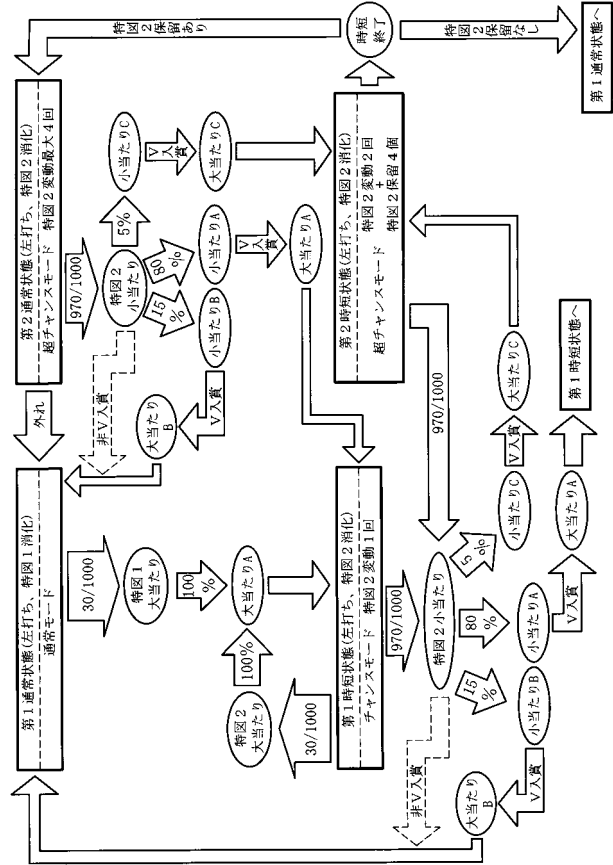 第1通常状態(左打ち、特図1消化)
通常モード
外れ
第2通常状態(左打ち、特図2消化)
超チャンスモード 特図2変動最大4回
特図2保留あり
30/1000
特図1
大当たり
100
%
大当たりA
非V入賞
大当たり
B
V入賞
970/1000
特図2
小当たり
5%
小当たりC
V
入
賞
大当たりC
80
%
小当たりA
V
入
賞
大当たりA
15
%
小当たりB
特図2
大当たり
100%
30/1000
第1時短状態(左打ち、特図2消化)
チャンスモード 特図2変動1回
第2時短状態(左打ち、特図2消化)
超チャンスモード
特図2変動2回
+
特図2保留4個
時短
終了
特図2保留なし
第1通常状態へ
970/1000
970/1000
特図2小当たり
非V入賞
15
%
小当たりB
V入賞
大当たり
B
80
%
小当たりA
V入賞
大当たりA
第1時短状態へ
5
%
小当たりC
V入賞
大当たりC